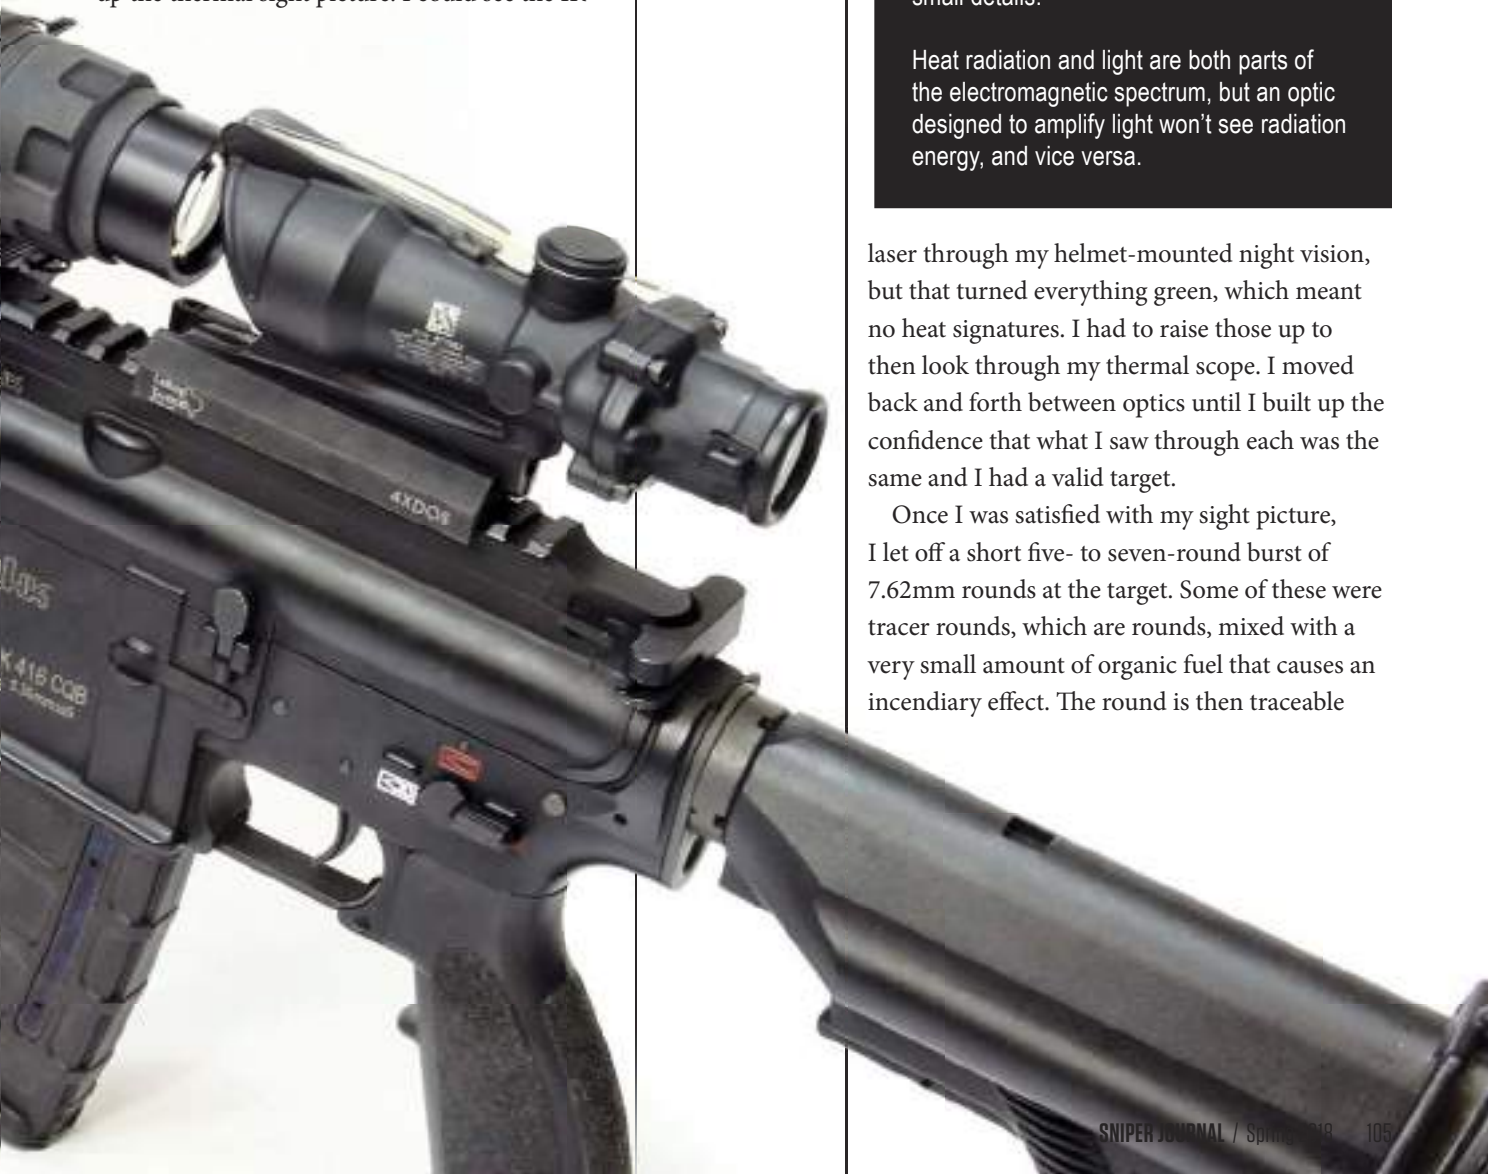 small details.
Heat radiation and light are both parts of
the electromagnetic spectrum, but an optic
designed to amplify light won’t see radiation
energy, and vice versa.
laser through my helmet-mounted night vision,
but that turned everything green, which meant
no heat signatures. I had to raise those up to
then look through my thermal scope. I moved
back and forth between optics until I built up the
confidence that what I saw through each was the
same and I had a valid target.
Once I was satisfied with my sight picture,
I let off a short five- to seven-round burst of
7.62mm rounds at the target. Some of these were
tracer rounds, which are rounds, mixed with a
very small amount of organic fuel that causes an
incendiary effect. The round is then traceable
4XDOS
416 CQB
SNIPER JOURNAL / Spring 105